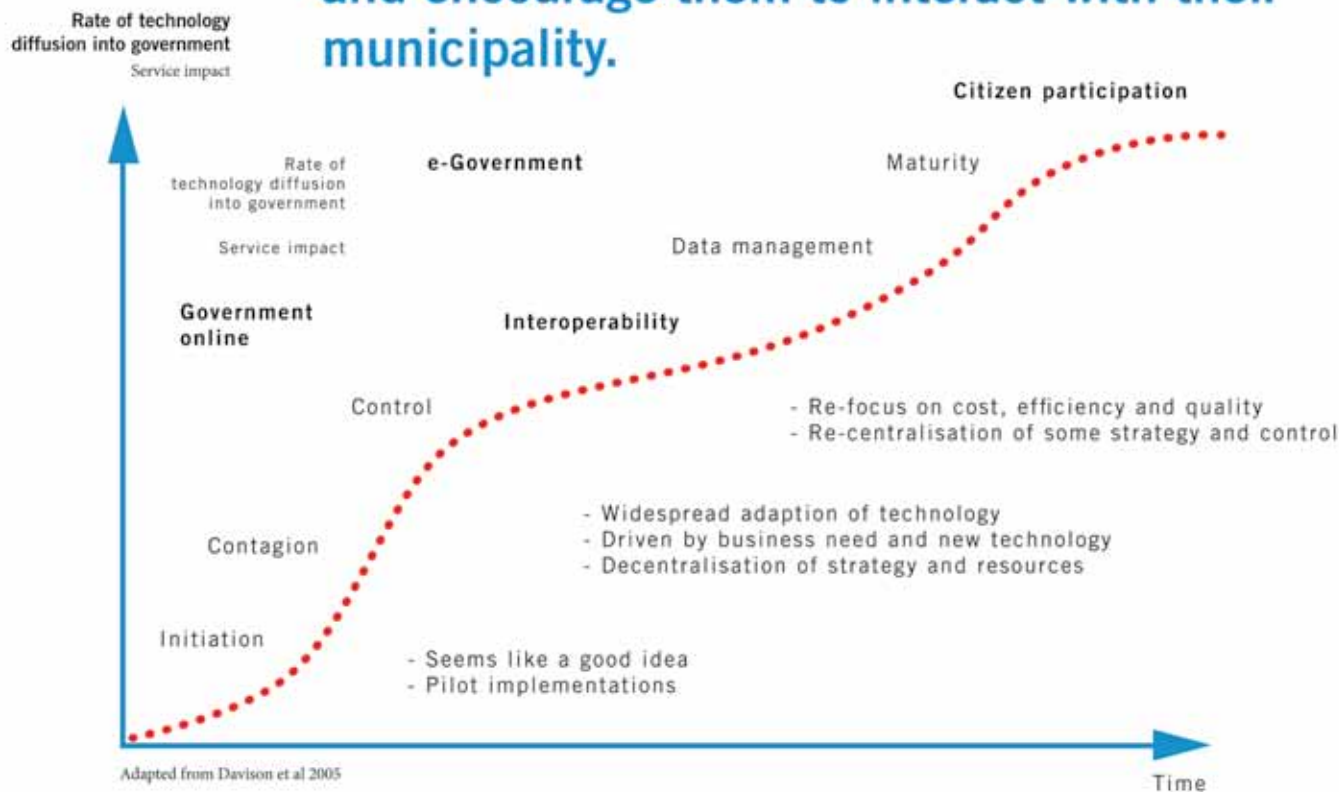 municipality.
Rate of technology
diffusion into government
Service impact
Citizen participation
Rate of
technology diffusion
into government
e-Government
Maturity
Service impact
Data management
Government
online
Interoperability
Control
- Re-focus on cost, efficiency and quality
- Re-centralisation of some strategy and control
Contagion
- Widespread adaption of technology
- Driven by business need and new technology
- Decentralisation of strategy and resources
Initiation
- Seems like a good idea
- Pilot implementations
Adapted from Davison et al 2005
Time